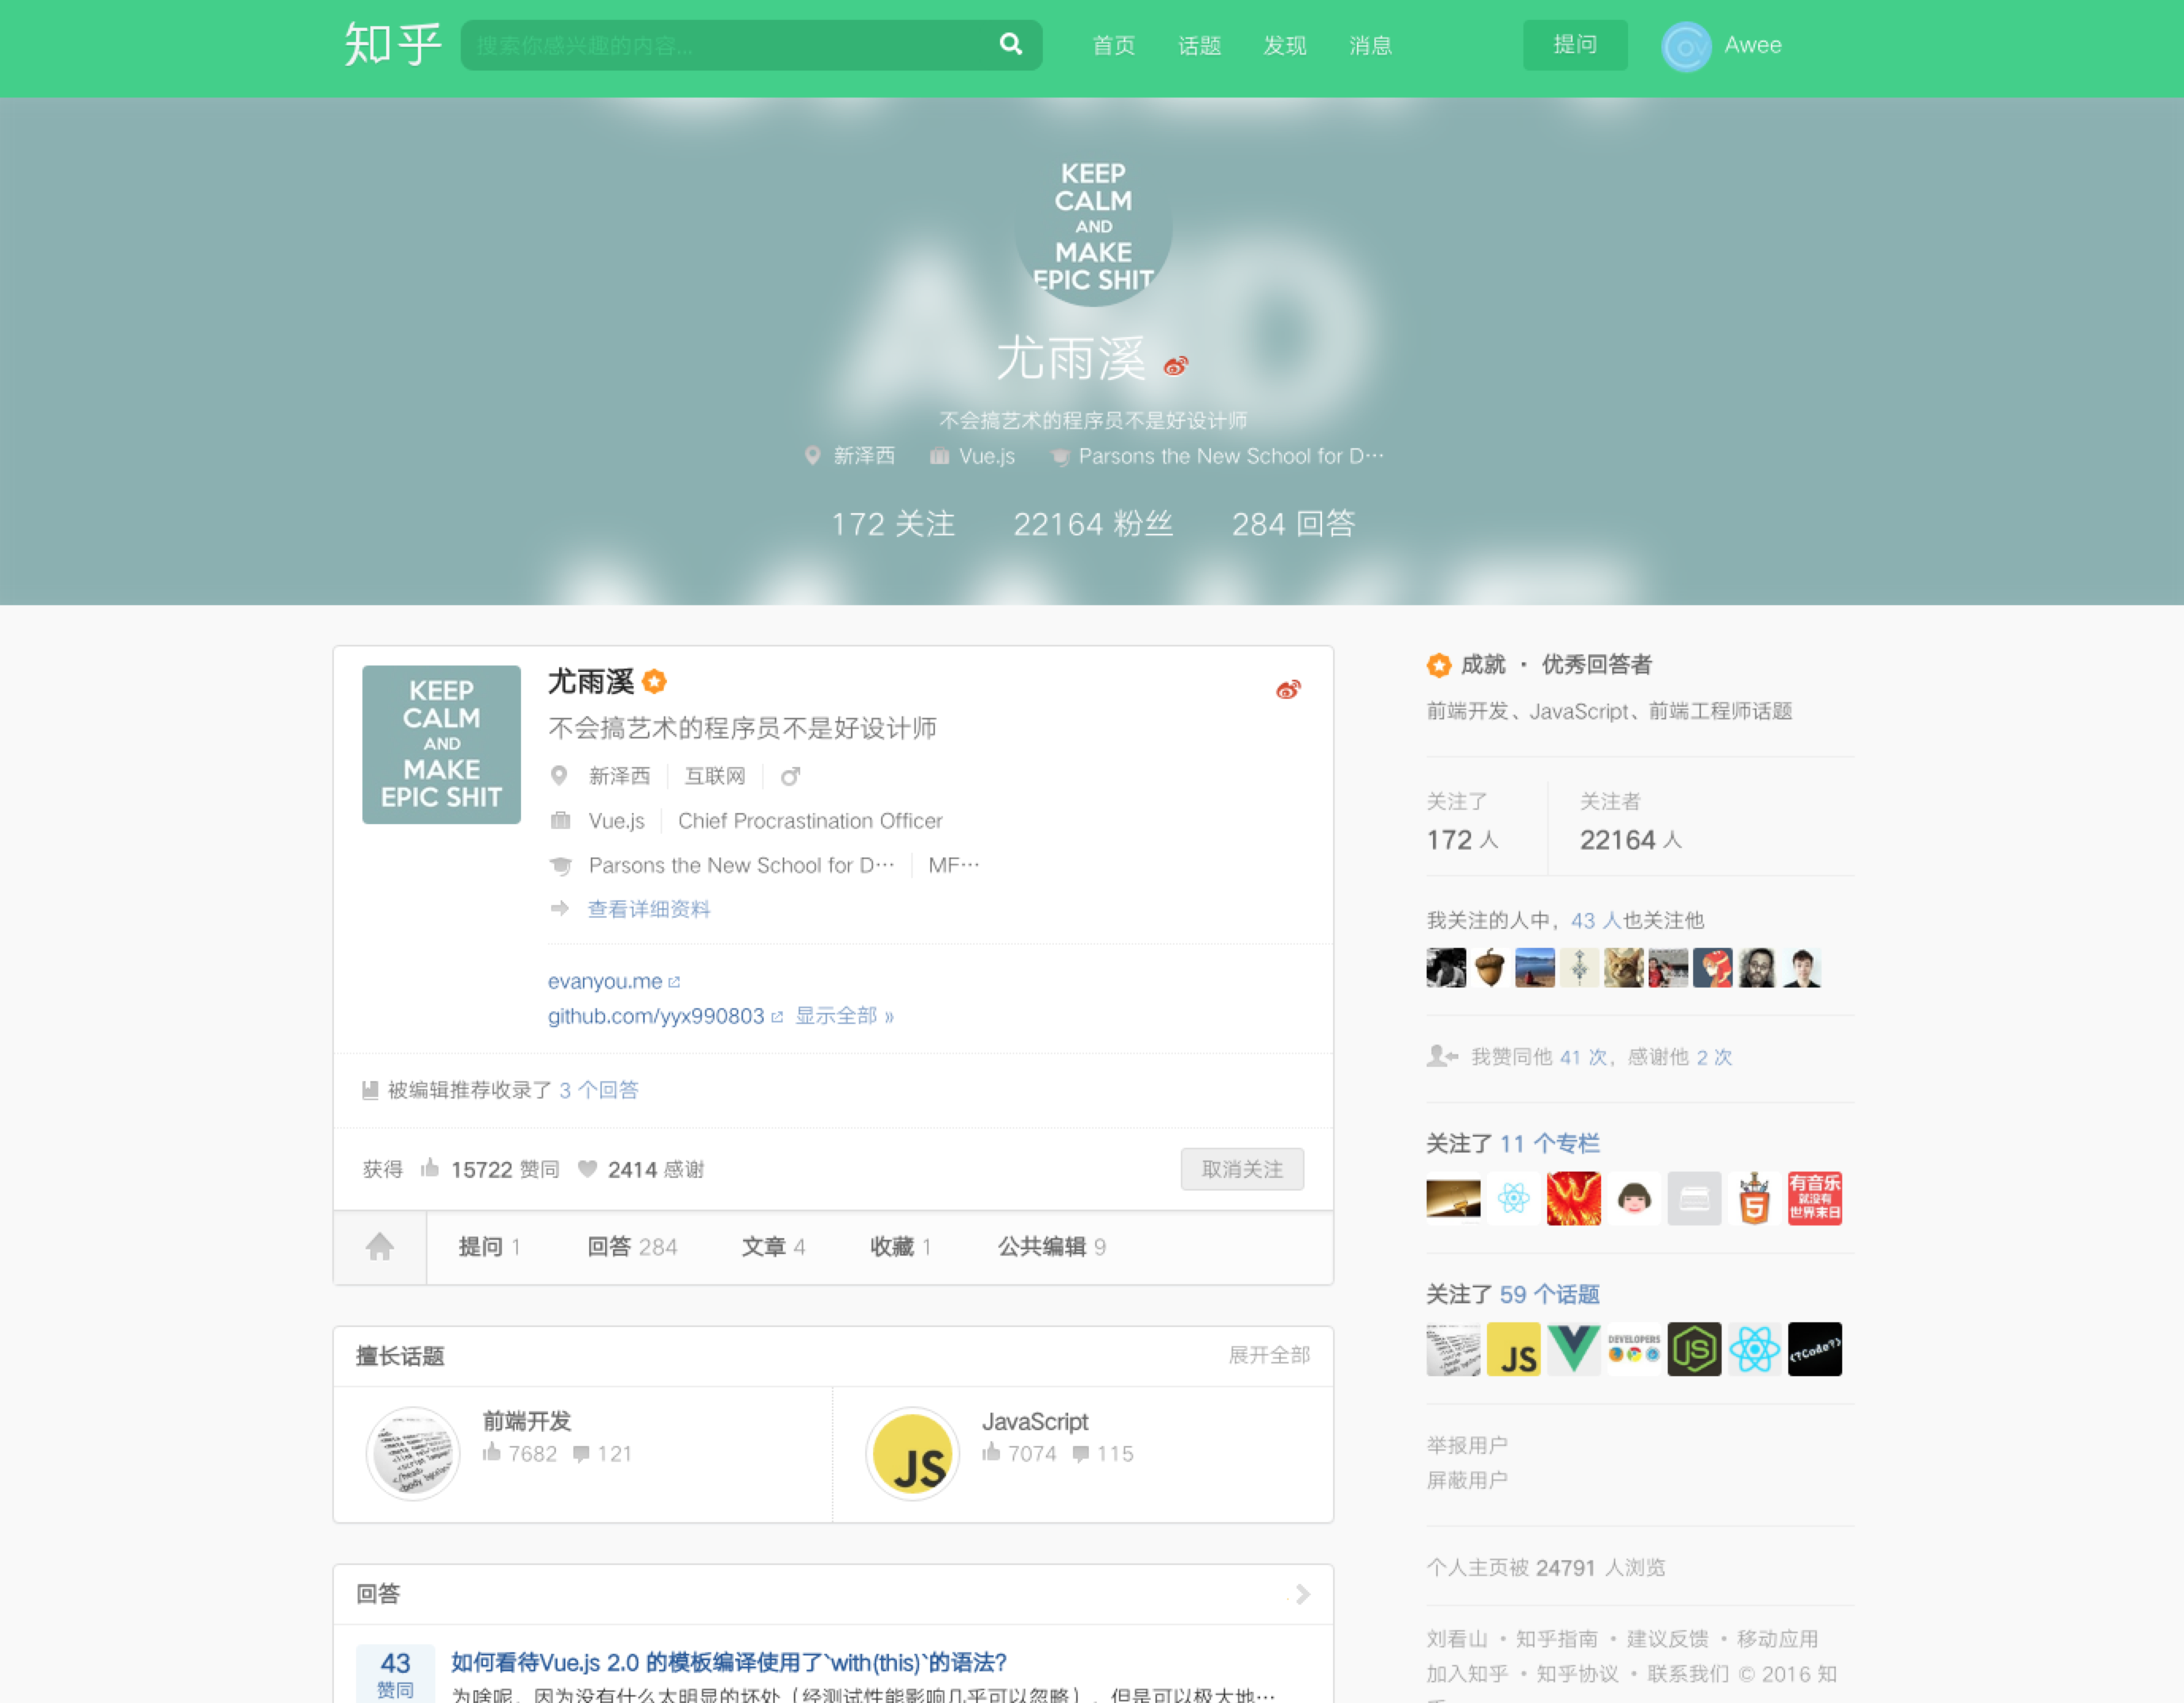 知乎
搜索你感兴趣的内容...
首页 话题 发现 消息
提问
Awee
KEEP
CALM
AND
MAKE
EPIC SHIT
尤雨溪
不会搞艺术的程序员不是好设计师
新泽西 Vue.js Parsons the New School for D…
172 关注 22164 粉丝 284 回答
KEEP
CALM
AND
MAKE
EPIC SHIT
尤雨溪
不会搞艺术的程序员不是好设计师
新泽西 互联网
Vue.js Chief Procrastination Officer
Parsons the New School for D… MF…
查看详细资料
evanyou.me
github.com/yyx990803 显示全部 »
被编辑推荐收录了 3 个回答
获得 15722 赞同 2414 感谢
取消关注
提问 1 回答 284 文章 4 收藏 1 公共编辑 9
擅长话题
展开全部
前端开发
7682 121
JS
JavaScript
7074 115
回答
43
赞同
如何看待Vue.js 2.0 的模板编译使用了`with(this)`的语法?
为啥呢，因为没有什么太明显的坏处（经测试性能影响几乎可以忽略），但是可以极大地…
成就 · 优秀回答者
前端开发、JavaScript、前端工程师话题
关注了 关注者
172 人 22164 人
我关注的人中，43 人也关注他
我赞同他 41 次，感谢他 2 次
关注了 11 个专栏
5
有音乐
就没有
世界末日
关注了 59 个话题
JS
DEVELOPERS
JS
<?Code?>
举报用户
屏蔽用户
个人主页被 24791 人浏览
刘看山 • 知乎指南 • 建议反馈 • 移动应用
加入知乎 • 知乎协议 • 联系我们 © 2016 知